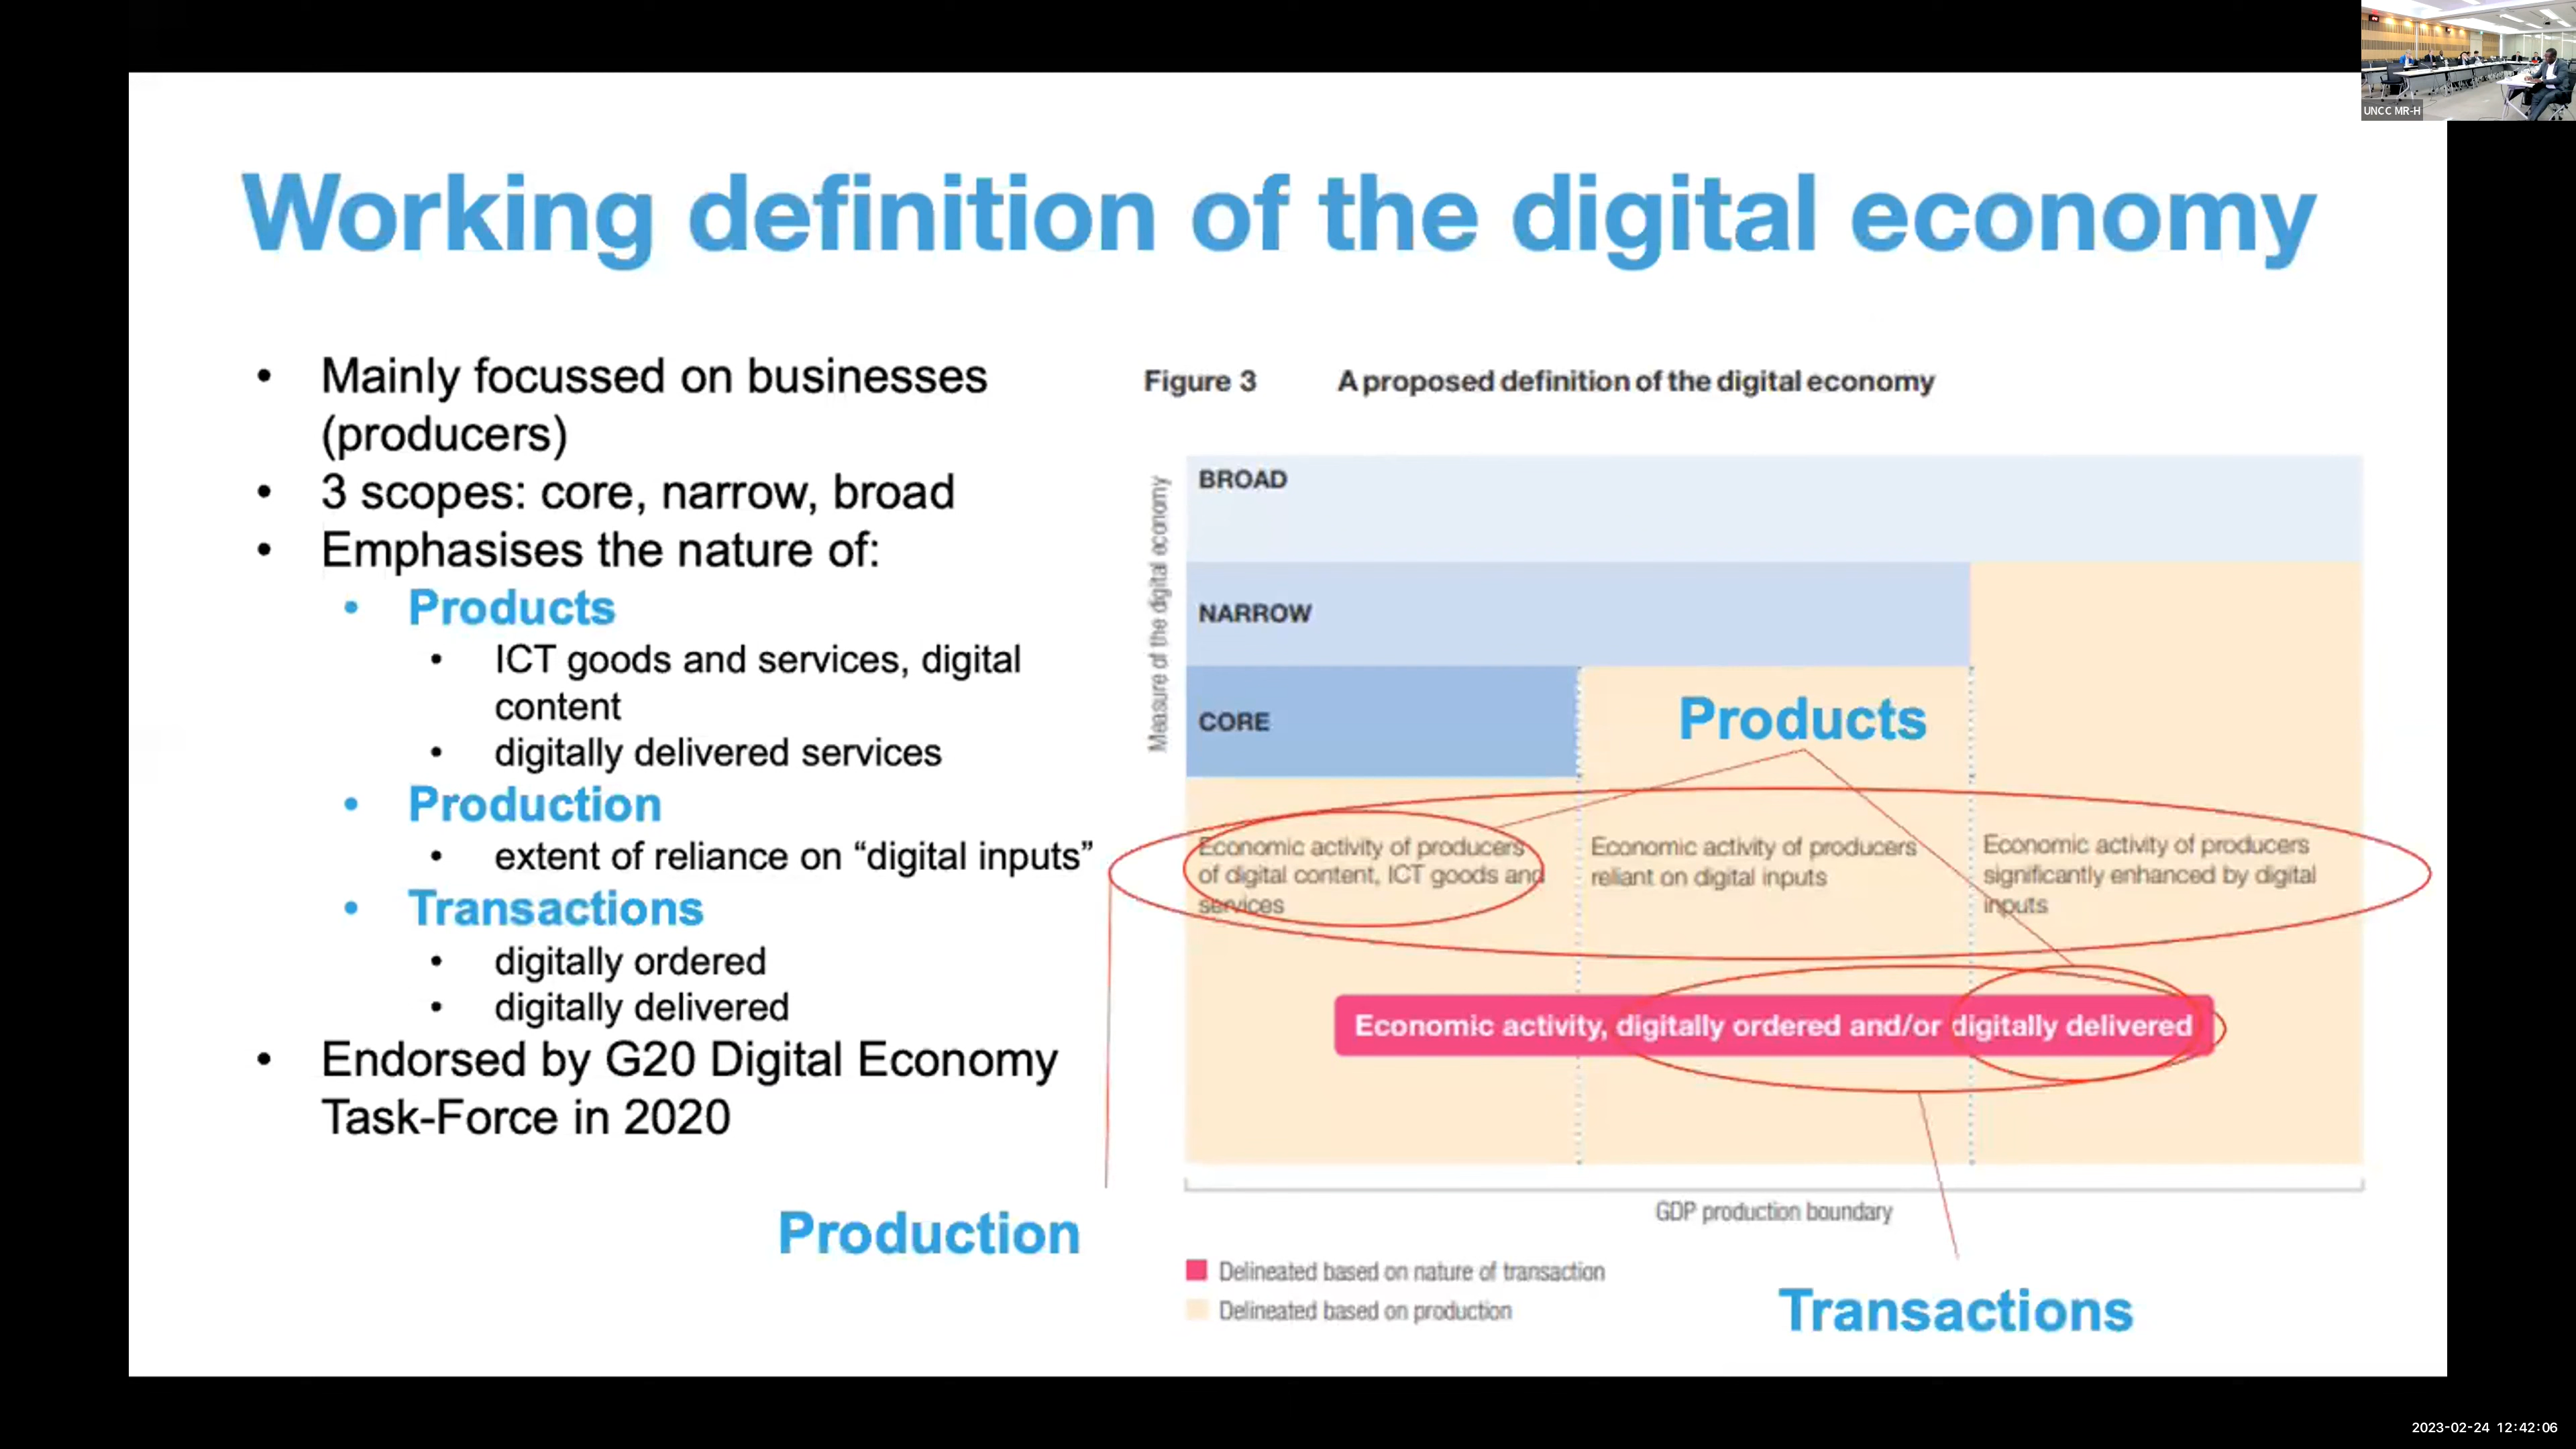 UNCC MR-H
Working definition of the digital economy
• Mainly focussed on businesses
(producers)
• 3 scopes: core, narrow, broad
• Emphasises the nature of:
• Products
• ICT goods and services, digital
content
• digitally delivered services
• Production
• extent of reliance on “digital inputs”
• Transactions
• digitally ordered
• digitally delivered
• Endorsed by G20 Digital Economy
Task-Force in 2020
Production
Figure 3 A proposed definition of the digital economy
Measure of the digital economy
BROAD
NARROW
CORE
Products
Economic activity of producers
of digital content, ICT goods and
services
Economic activity of producers
reliant on digital inputs
Economic activity of producers
significantly enhanced by digital
inputs
Economic activity, digitally ordered and/or digitally delivered
GDP production boundary
Delineated based on nature of transaction
Delineated based on production
Transactions
2023-02-24 12:42:06